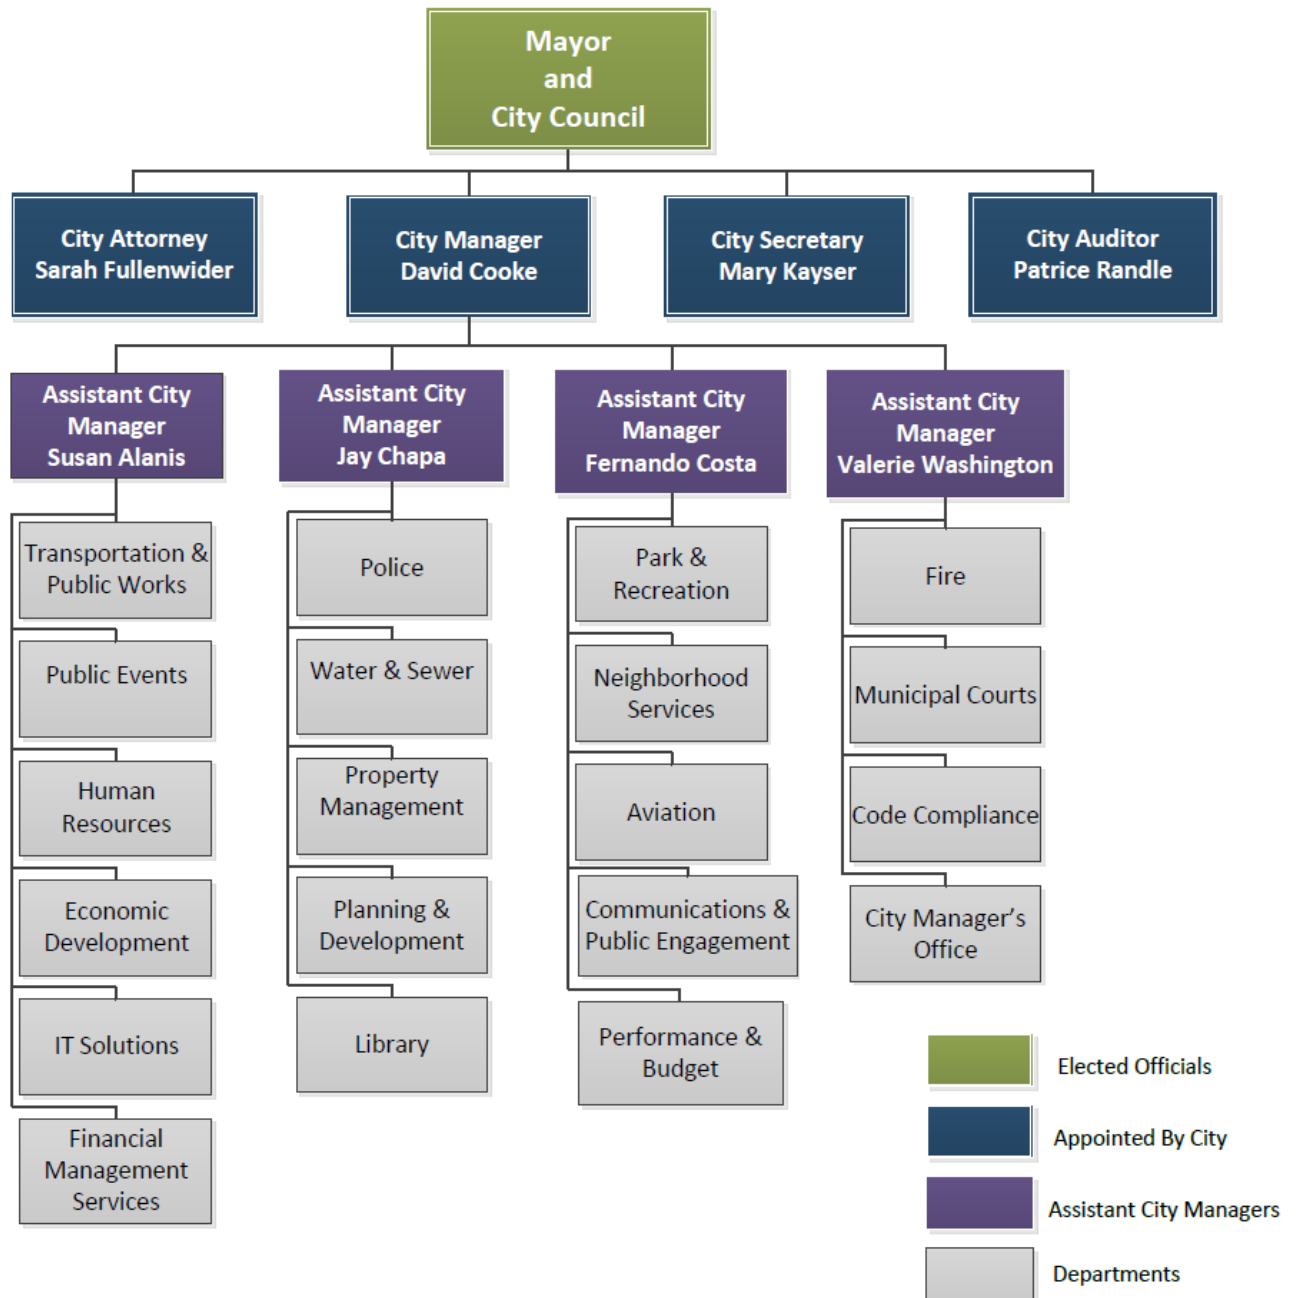 Mayor
and
City Council
City Attorney
Sarah Fullenwider
City Manager
David Cooke
City Secretary
Mary Kayser
City Auditor
Patrice Randle
Assistant City
Manager
Susan Alanis
Assistant City
Manager
Jay Chapa
Assistant City
Manager
Fernando Costa
Assistant City
Manager
Valerie Washington
Transportation &
Public Works
Public Events
Human
Resources
Economic
Development
IT Solutions
Financial
Management
Services
Police
Water & Sewer
Property
Management
Planning &
Development
Library
Park &
Recreation
Neighborhood
Services
Aviation
Communications &
Public Engagement
Performance &
Budget
Fire
Municipal Courts
Code Compliance
City Manager’s
Office
Elected Officials
Appointed By City
Assistant City Managers
Departments